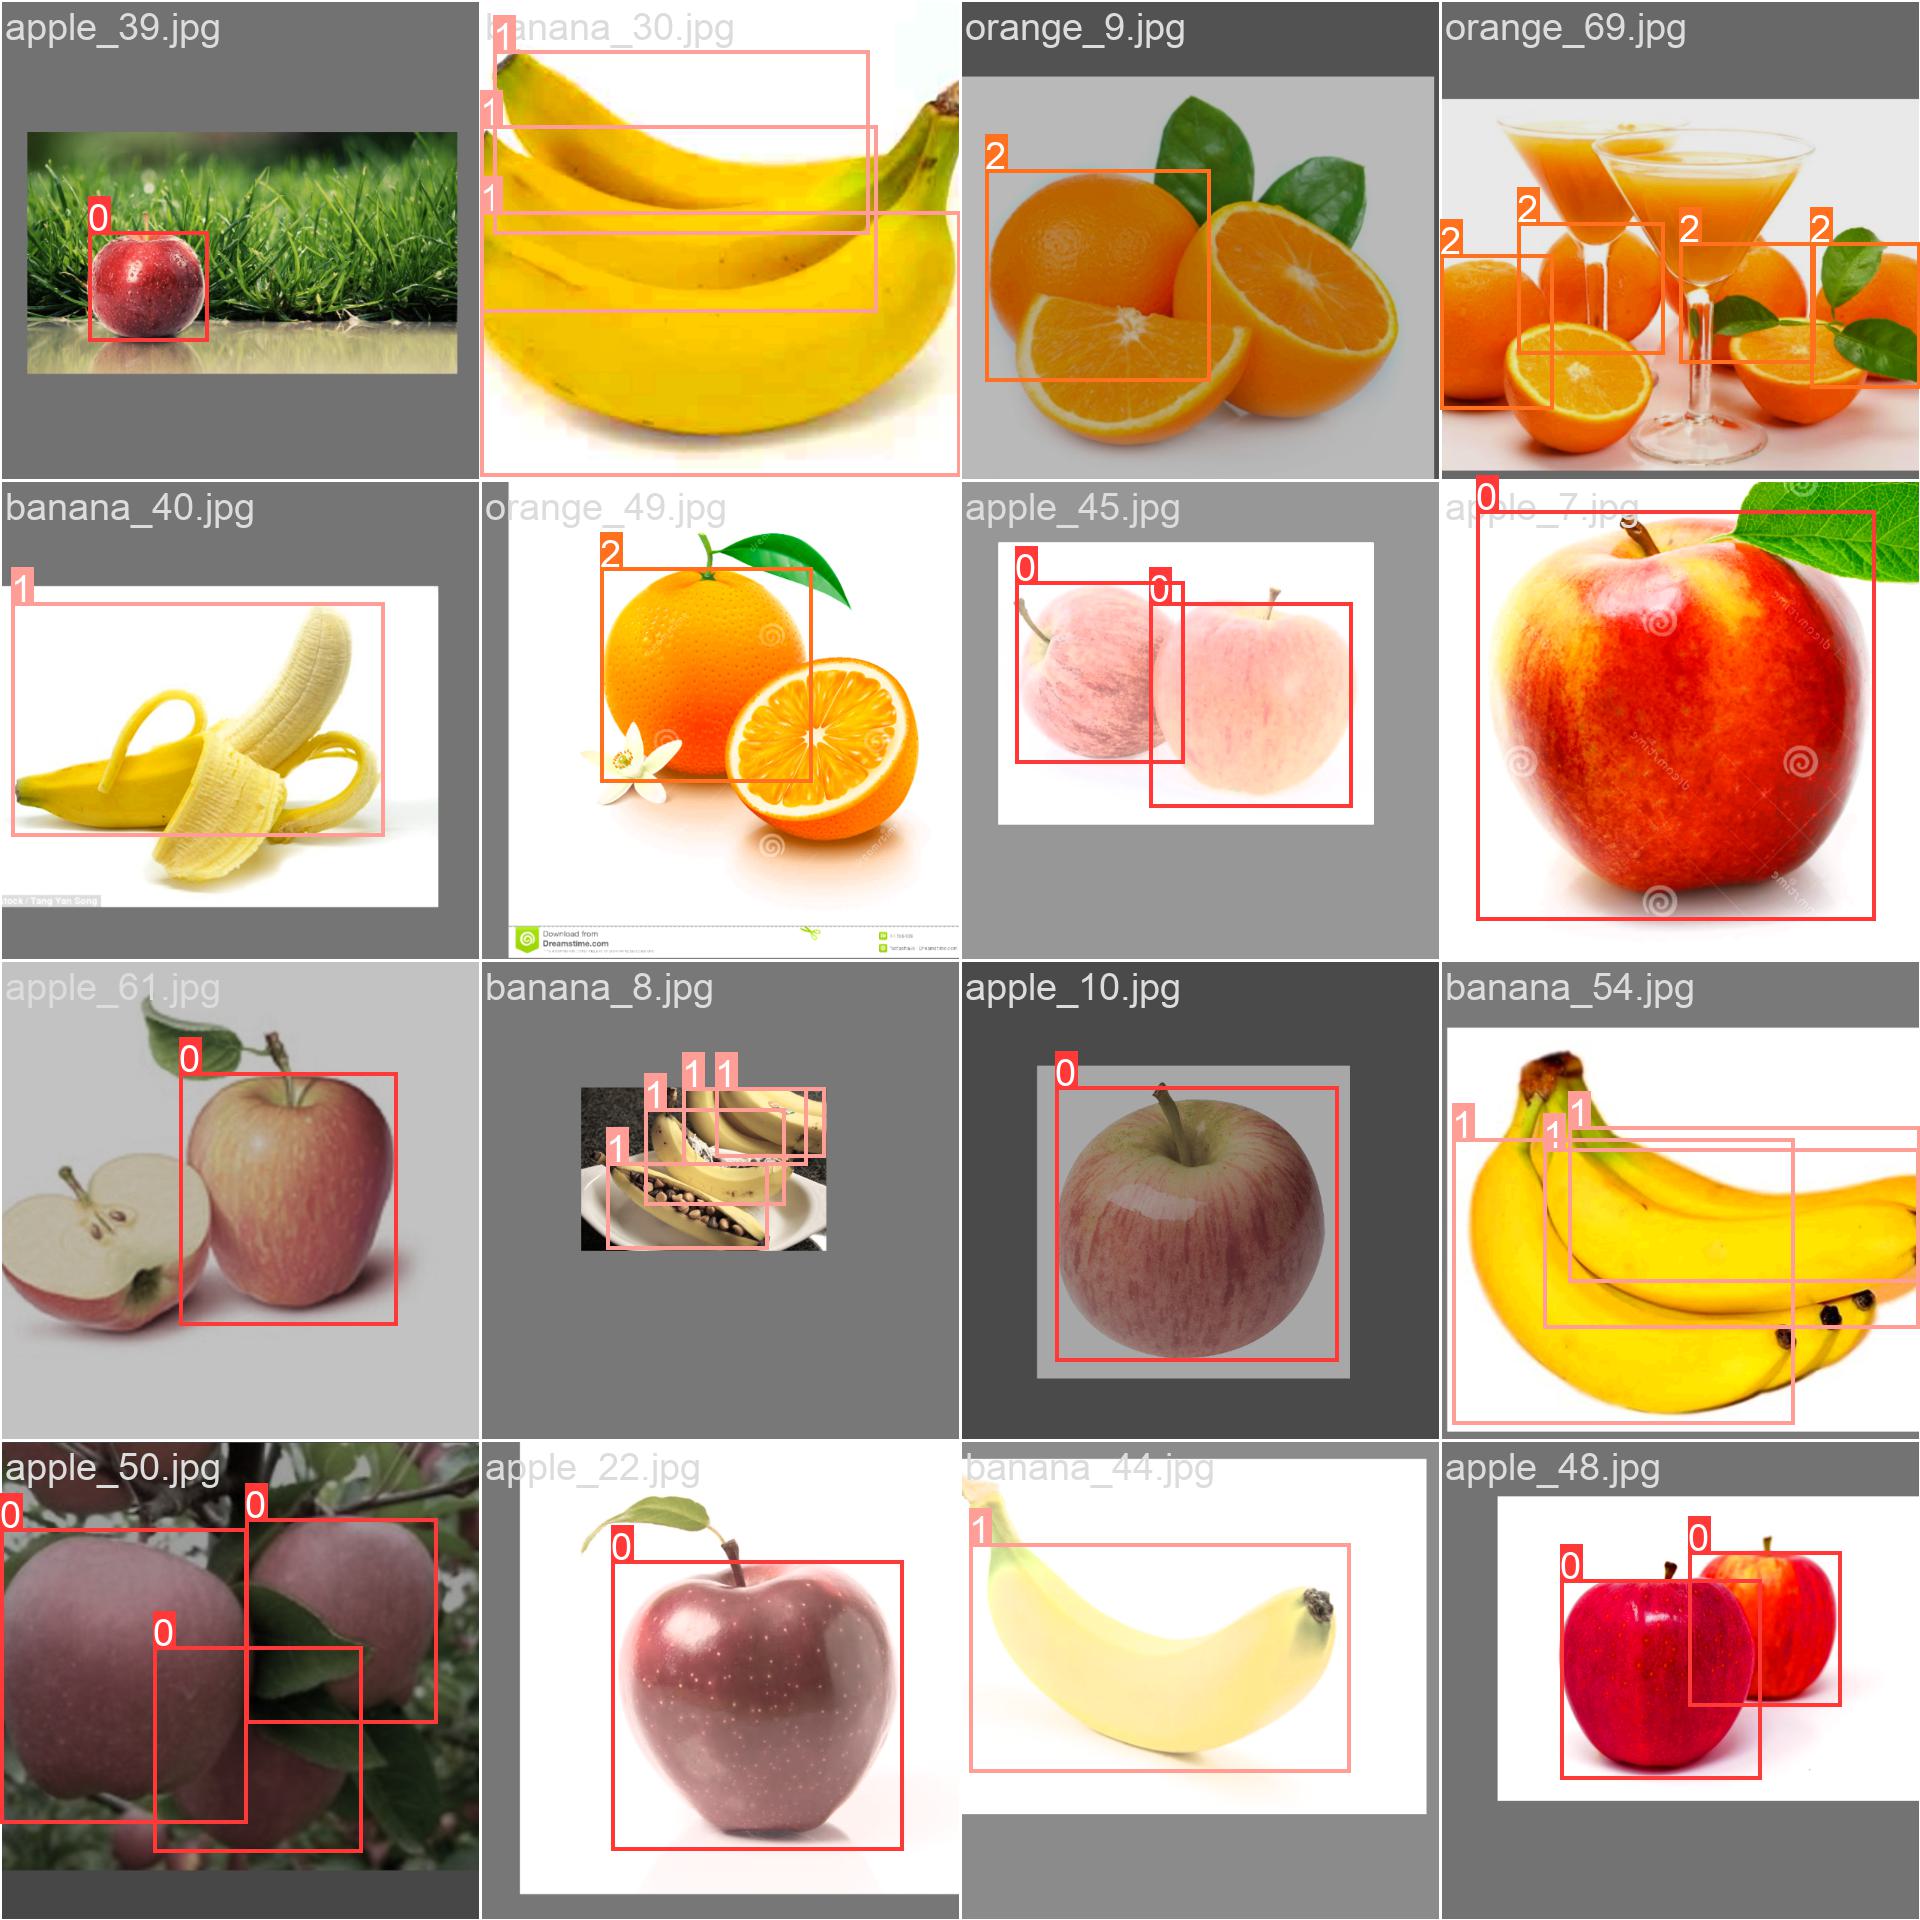 apple_39.jpg
banana_30.jpg
orange_9.jpg
orange_69.jpg
0
1
1
1
2
2
2
2
2
banana_40.jpg
orange_49.jpg
apple_45.jpg
apple_7.jpg
1
2
0
0
0
stock / Tang Yan Song
Download from
Dreamstime.com
apple_61.jpg
banana_8.jpg
apple_10.jpg
banana_54.jpg
0
1
1
1
1
0
1
1
1
apple_50.jpg
apple_22.jpg
banana_44.jpg
apple_48.jpg
0
0
0
0
1
0
0